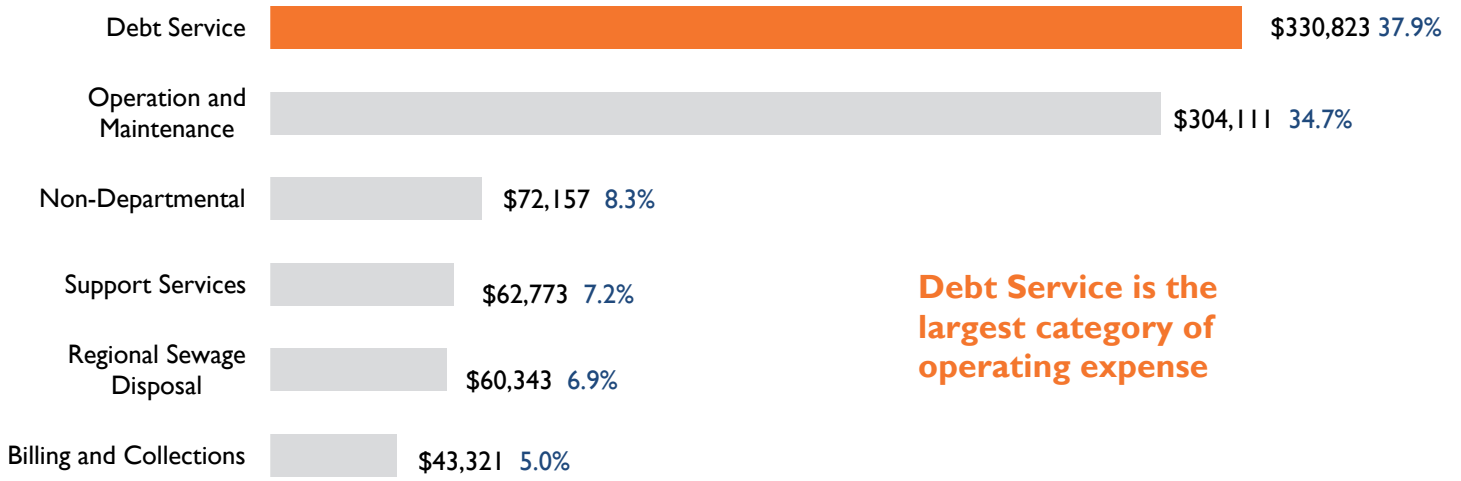 Debt Service
$330,823 37.9%
Operation and
Maintenance
$304,111 34.7%
Non-Departmental
$72,157 8.3%
Support Services
$62,773 7.2%
Debt Service is the
largest category of
operating expense
Regional Sewage
Disposal
$60,343 6.9%
Billing and Collections
$43,321 5.0%